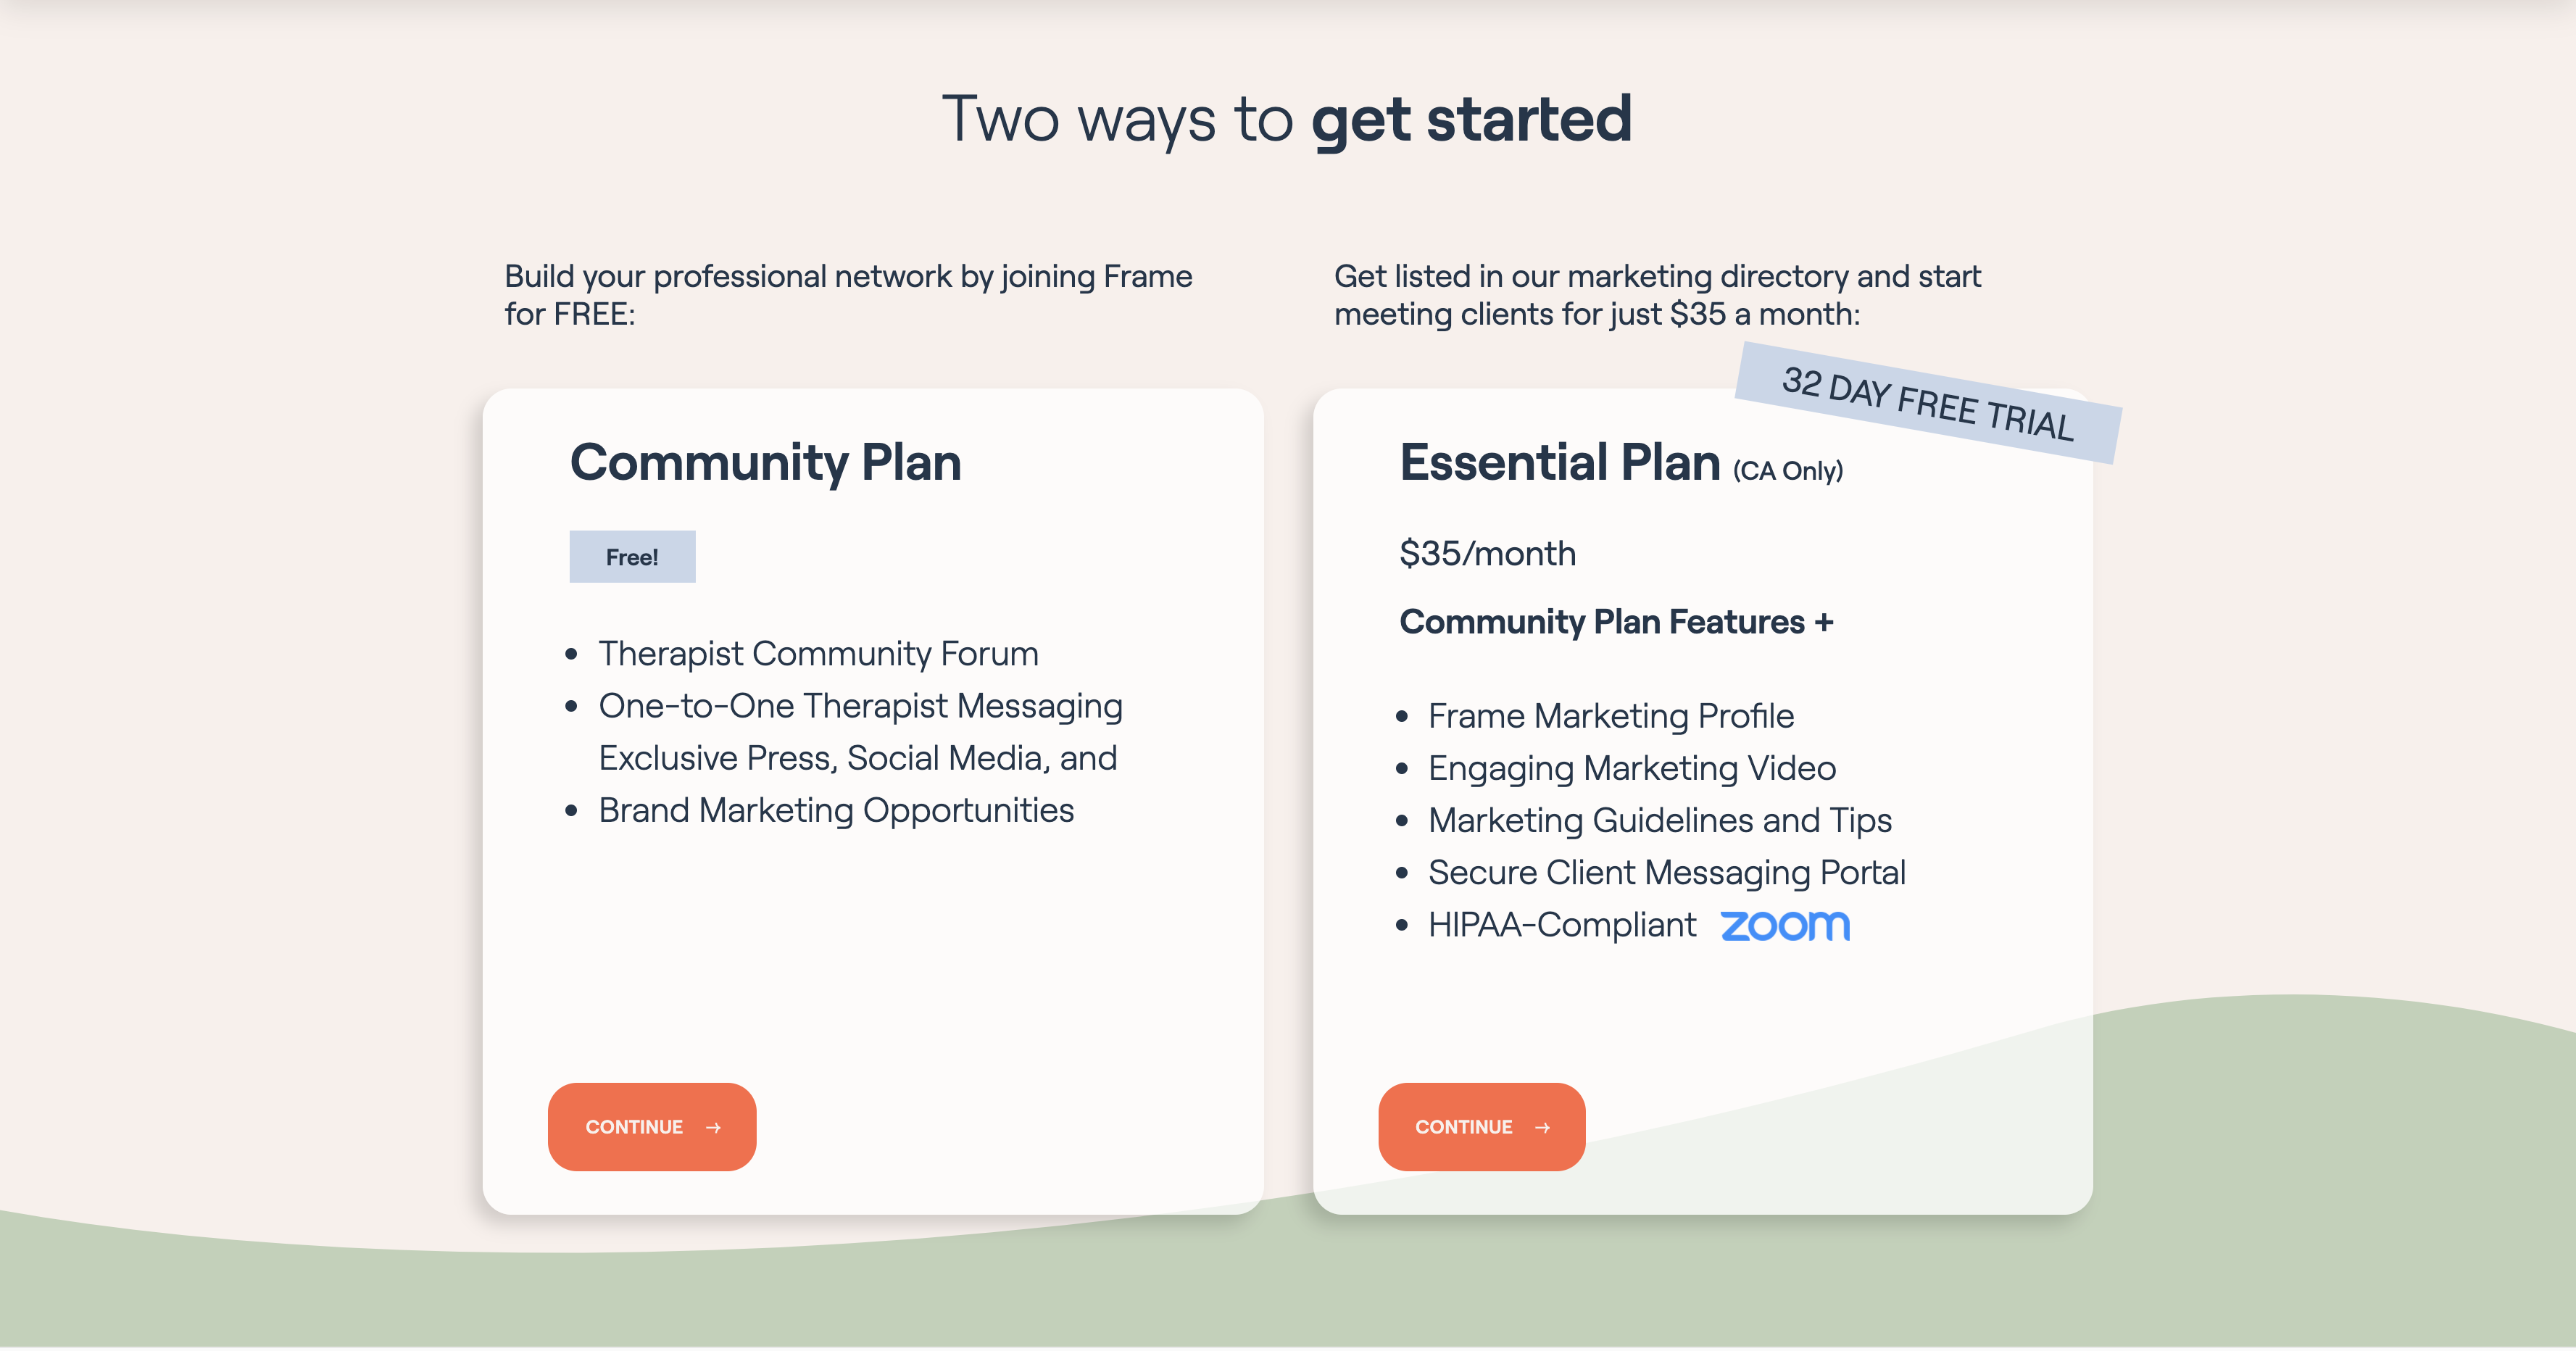 Two ways to get started
Build your professional network by joining Frame
for FREE:
Community Plan
Free!
• Therapist Community Forum
• One-to-One Therapist Messaging
Exclusive Press, Social Media, and
• Brand Marketing Opportunities
CONTINUE →
Get listed in our marketing directory and start
meeting clients for just $35 a month:
32 DAY FREE TRIAL
Essential Plan (CA Only)
$35/month
Community Plan Features +
• Frame Marketing Profile
• Engaging Marketing Video
• Marketing Guidelines and Tips
• Secure Client Messaging Portal
• HIPAA-Compliant zoom
CONTINUE →